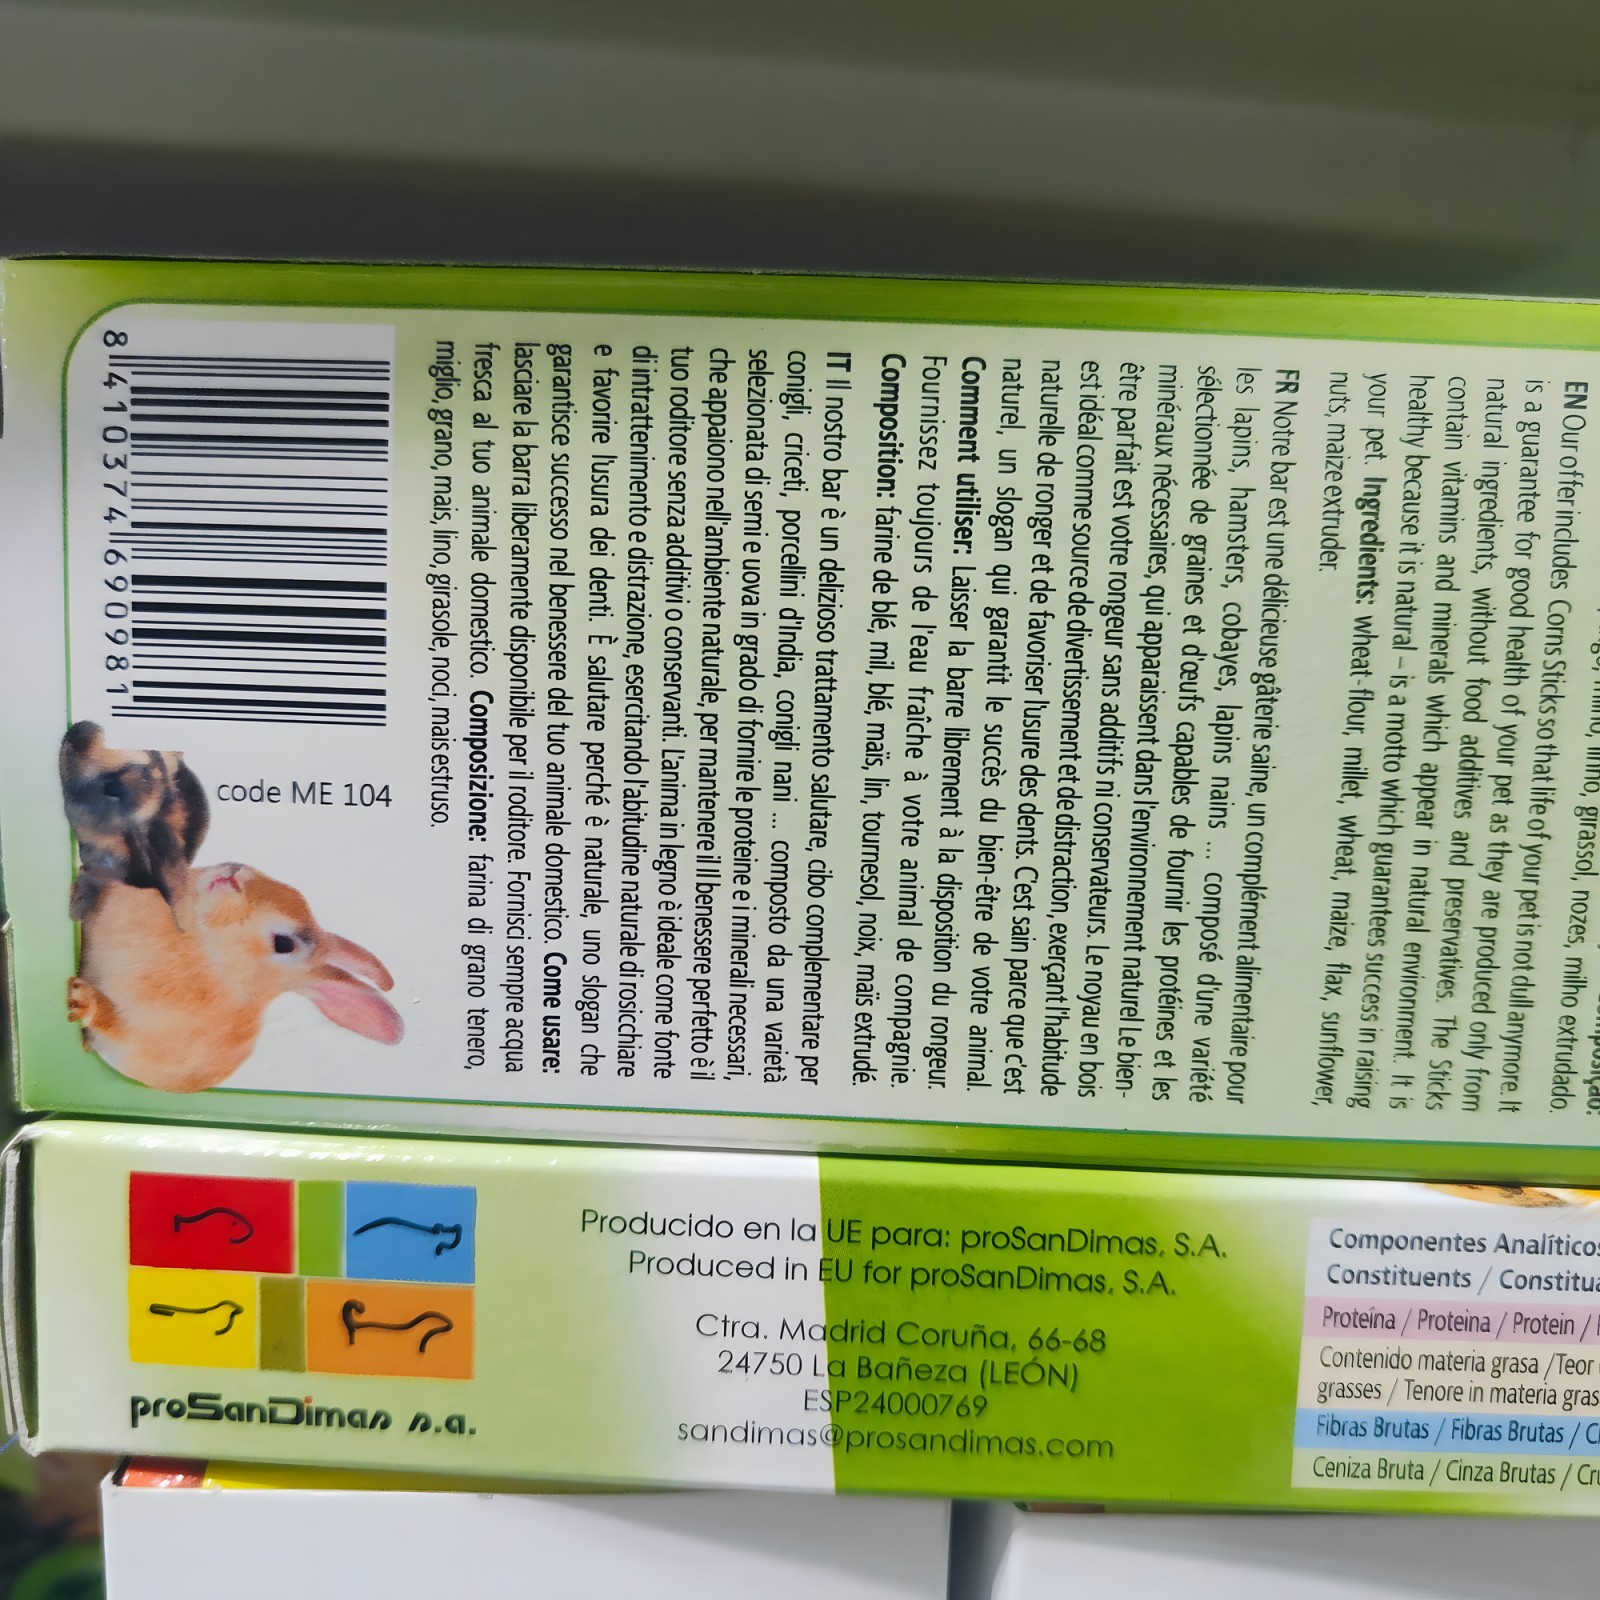 girassol, nozes, milho extrudado.
EN Our offer includes Corns Sticks so that life of your pet is not dull anymore. It
is a guarantee for good health of your pet as they are produced only from
natural ingredients, without food additives and preservatives. The Sticks
contain vitamins and minerals which appear in natural environment. It is
healthy because it is natural – is a motto which guarantees success in raising
your pet. Ingredients: wheat-flour, millet, wheat, maize, flax, sunflower,
nuts, maize extruder.
FR Notre bar est une délicieuse gâterie saine, un complément alimentaire pour
les lapins, hamsters, cobayes, lapins nains ... composé d'une variété
sélectionnée de graines et d'œufs capables de fournir les protéines et les
minéraux nécessaires, qui apparaissent dans l'environnement naturel Le bien-
être parfait est votre rongeur sans additifs ni conservateurs. Le noyau en bois
est idéal comme source de divertissement et de distraction, exerçant l'habitude
naturelle de ronger et de favoriser l'usure des dents. C'est sain parce que c'est
naturel, un slogan qui garantit le succès du bien-être de votre animal.
Comment utiliser: Laisser la barre librement à la disposition du rongeur.
Fournissez toujours de l'eau fraîche à votre animal de compagnie.
Composition: farine de blé, mil, blé, maïs, lin, tournesol, noix, maïs extrudé.
IT Il nostro bar è un delizioso trattamento salutare, cibo complementare per
conigli, criceti, porcellini d'India, conigli nani ... composto da una varietà
selezionata di semi e uova in grado di fornire le proteine e i minerali necessari,
che appaiono nell'ambiente naturale, per mantenere il Il benessere perfetto è il
tuo roditore senza additivi o conservanti. L'anima in legno è ideale come fonte
di intrattenimento e distrazione, esercitando l'abitudine naturale di rosicchiare
e favorire l'usura dei denti. È salutare perché è naturale, uno slogan che
garantisce successo nel benessere del tuo animale domestico. Come usare:
lasciare la barra liberamente disponibile per il roditore. Fornisci sempre acqua
fresca al tuo animale domestico. Composizione: farina di grano tenero,
miglio, grano, mais, lino, girasole, noci, mais estruso.
8 410374 690981
code ME 104
proSanDimas s.a.
Producido en la UE para: proSanDimas, S.A.
Produced in EU for proSanDimas, S.A.
Ctra. Madrid Coruña, 66-68
24750 La Bañeza (LEÓN)
ESP24000769
sandimas@prosandimas.com
Componentes Analíticos
Constituents /
Proteína / Proteina / Protein /
Contenido materia grasa /Teor
grasses / Tenore in materia
Fibras Brutas / Fibras Brutas /
Ceniza Bruta / Cinza Brutas /